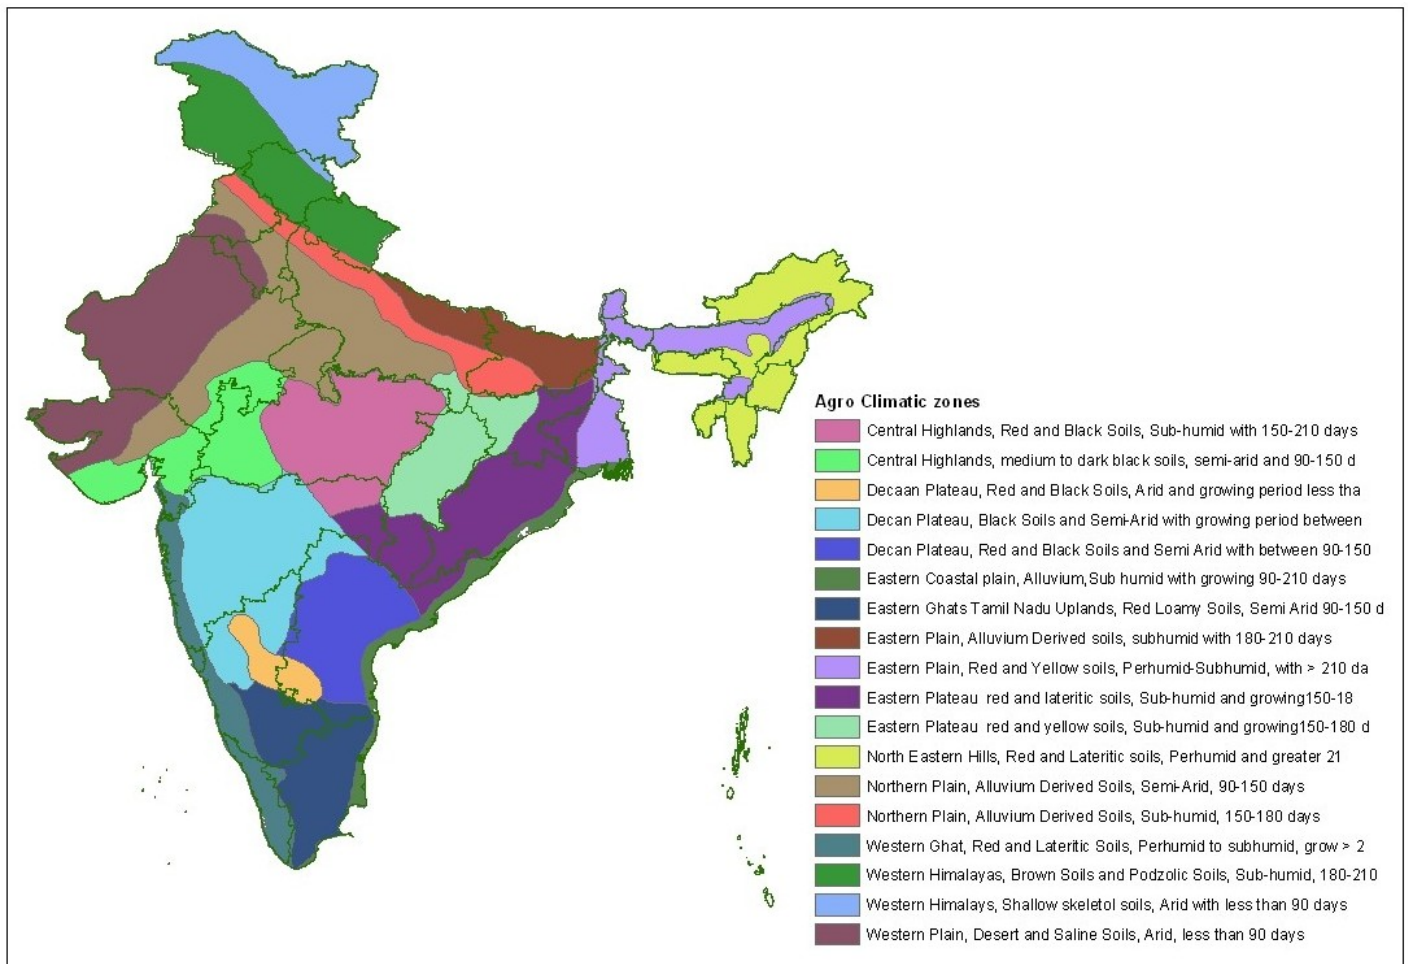 Agro Climatic zones
Central Highlands, Red and Black Soils, Sub-humid with 150-210 days
Central Highlands, medium to dark black soils, semi-arid and 90-150 d
Decaan Plateau, Red and Black Soils, Arid and growing period less tha
Decan Plateau, Black Soils and Semi-Arid with growing period between
Decan Plateau, Red and Black Soils and Semi Arid with between 90-150
Eastern Coastal plain, Alluvium,Sub humid with growing 90-210 days
Eastern Ghats Tamil Nadu Uplands, Red Loamy Soils, Semi Arid 90-150 d
Eastern Plain, Alluvium Derived soils, subhumid with 180-210 days
Eastern Plain, Red and Yellow soils, Perhumid-Subhumid, with > 210 da
Eastern Plateau red and lateritic soils, Sub-humid and growing150-18
Eastern Plateau red and yellow soils, Sub-humid and growing150-180 d
North Eastern Hills, Red and Lateritic soils, Perhumid and greater 21
Northern Plain, Alluvium Derived Soils, Semi-Arid, 90-150 days
Northern Plain, Alluvium Derived Soils, Sub-humid, 150-180 days
Western Ghat, Red and Lateritic Soils, Perhumid to subhumid, grow > 2
Western Himalayas, Brown Soils and Podzolic Soils, Sub-humid, 180-210
Western Himalays, Shallow skeletol soils, Arid with less than 90 days
Western Plain, Desert and Saline Soils, Arid, less than 90 days